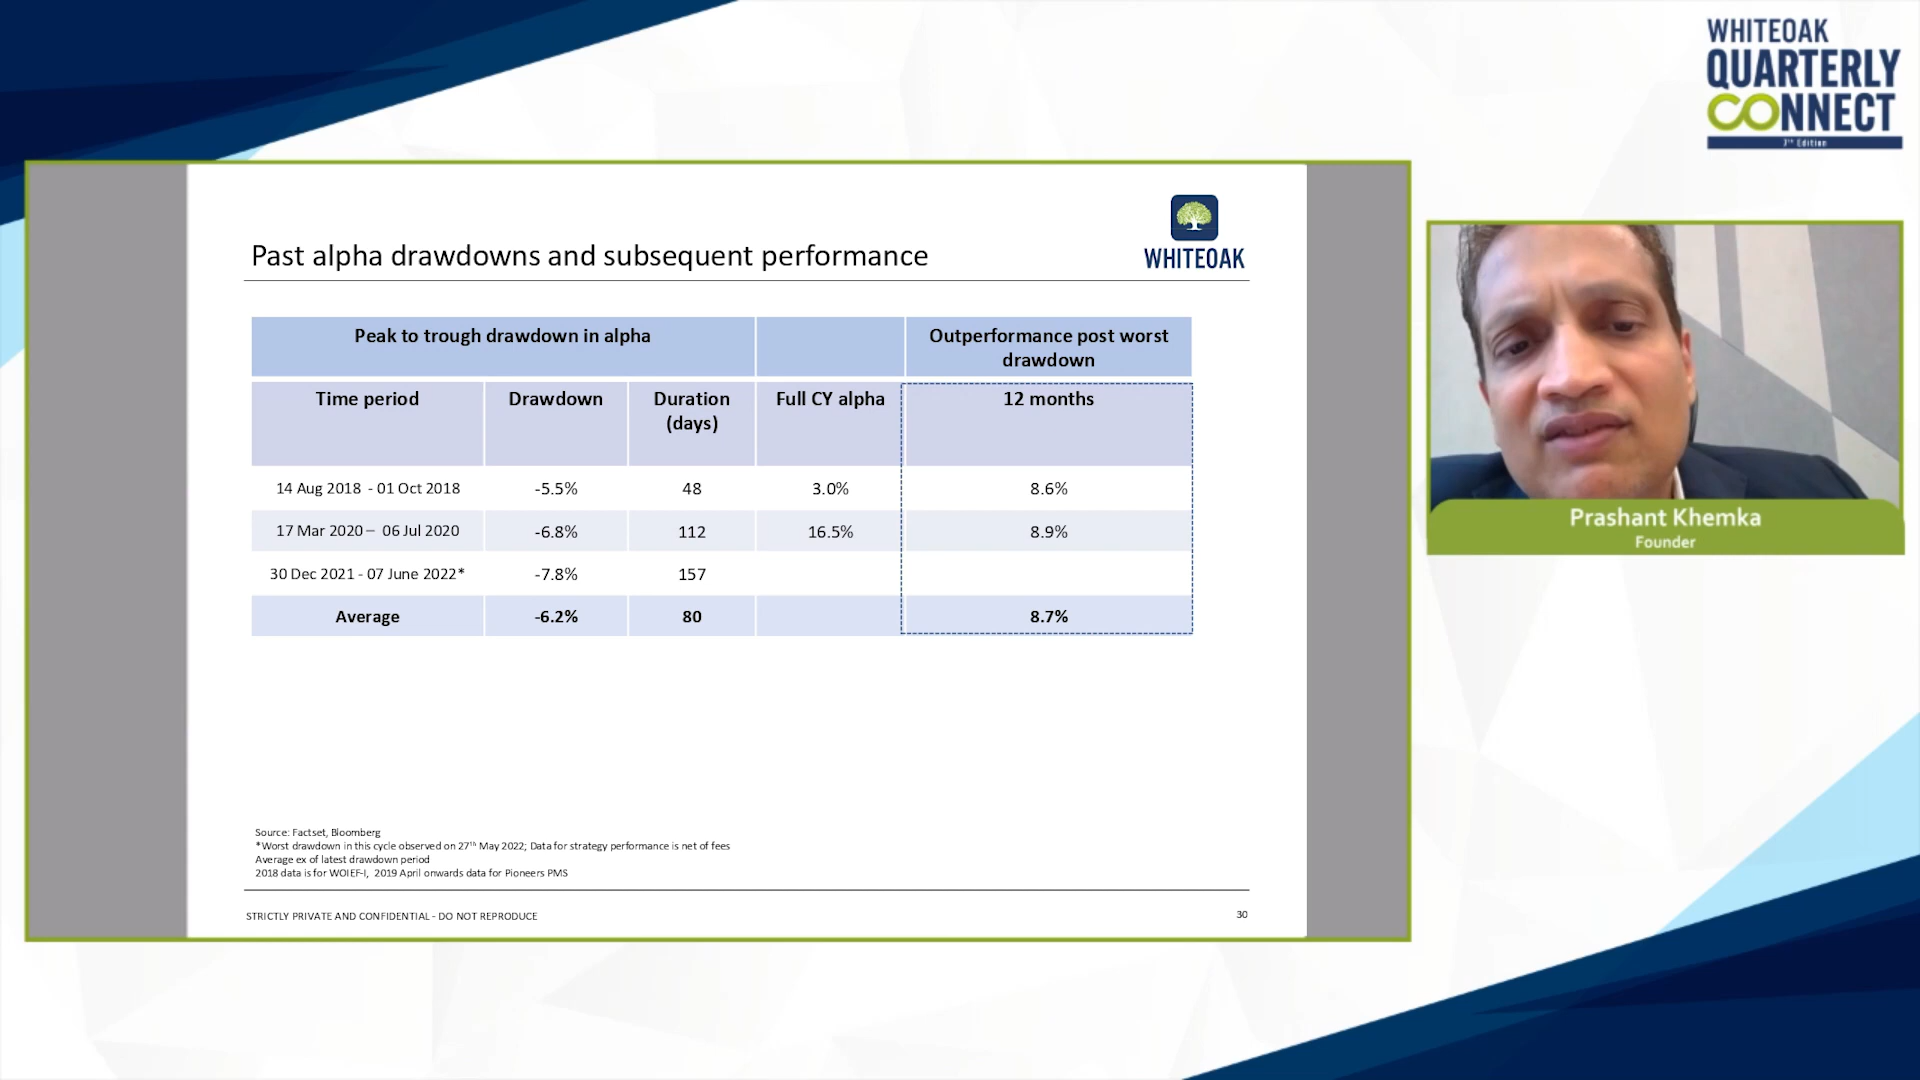 WHITEOAK
QUARTERLY
CONNECT
7th Edition
Past alpha drawdowns and subsequent performance
WHITEOAK
Peak to trough drawdown in alpha
Outperformance post worst
drawdown
Time period Drawdown Duration Full CY alpha 12 months
(days)
14 Aug 2018 - 01 Oct 2018 -5.5% 48 3.0% 8.6%
17 Mar 2020 – 06 Jul 2020 -6.8% 112 16.5% 8.9%
30 Dec 2021 - 07 June 2022* -7.8% 157
Average -6.2% 80 8.7%
Source: Factset, Bloomberg
*Worst drawdown in this cycle observed on 27th May 2022; Data for strategy performance is net of fees
Average ex of latest drawdown period
2018 data is for WOIEF-I, 2019 April onwards data for Pioneers PMS
STRICTLY PRIVATE AND CONFIDENTIAL - DO NOT REPRODUCE
30
Prashant Khemka
Founder